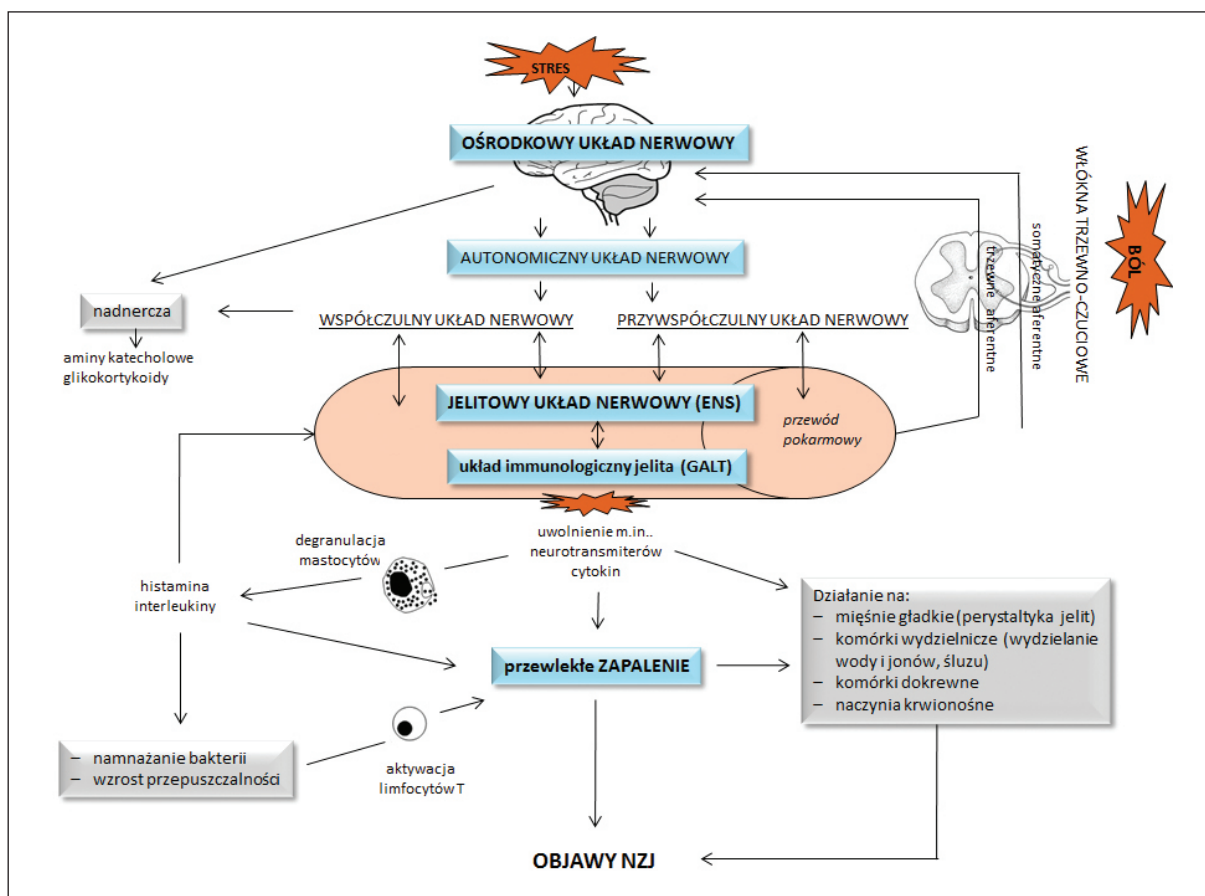 STRES
OŚRODKOWY UKŁAD NERWOWY
AUTONOMICZNY UKŁAD NERWOWY
WSPÓŁCZULNY UKŁAD NERWOWY
PRZYWSPÓŁCZULNY UKŁAD NERWOWY
nadnercza
aminy katecholowe
glikokortykoidy
trzewne aferentne
somatyczne aferentne
WŁÓKNA TRZEWNO-CZUCIOWE
BÓL
JELITOWY UKŁAD NERWOWY (ENS)
przewód
pokarmowy
układ immunologiczny jelita (GALT)
uwolnienie m.in..
neurotransmiterów
cytokin
degranulacja
mastocytów
histamina
interleukiny
Działanie na:
– mięśnie gładkie (perystaltyka jelit)
– komórki wydzielnicze (wydzielanie
wody i jonów, śluzu)
– komórki dokrewne
– naczynia krwionośne
przewlekłe ZAPALENIE
– namnażanie bakterii
– wzrost przepuszczalności
aktywacja
limfocytów T
OBJAWY NZJ